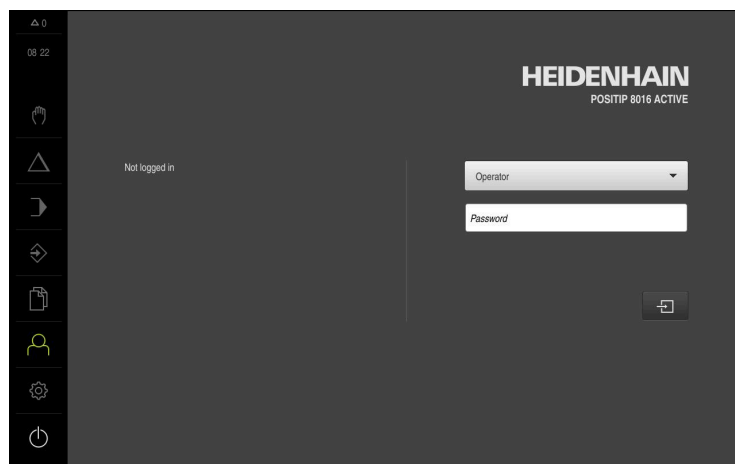 0
08 22
HEIDENHAIN
POSITIP 8016 ACTIVE
Not logged in
Operator
Password